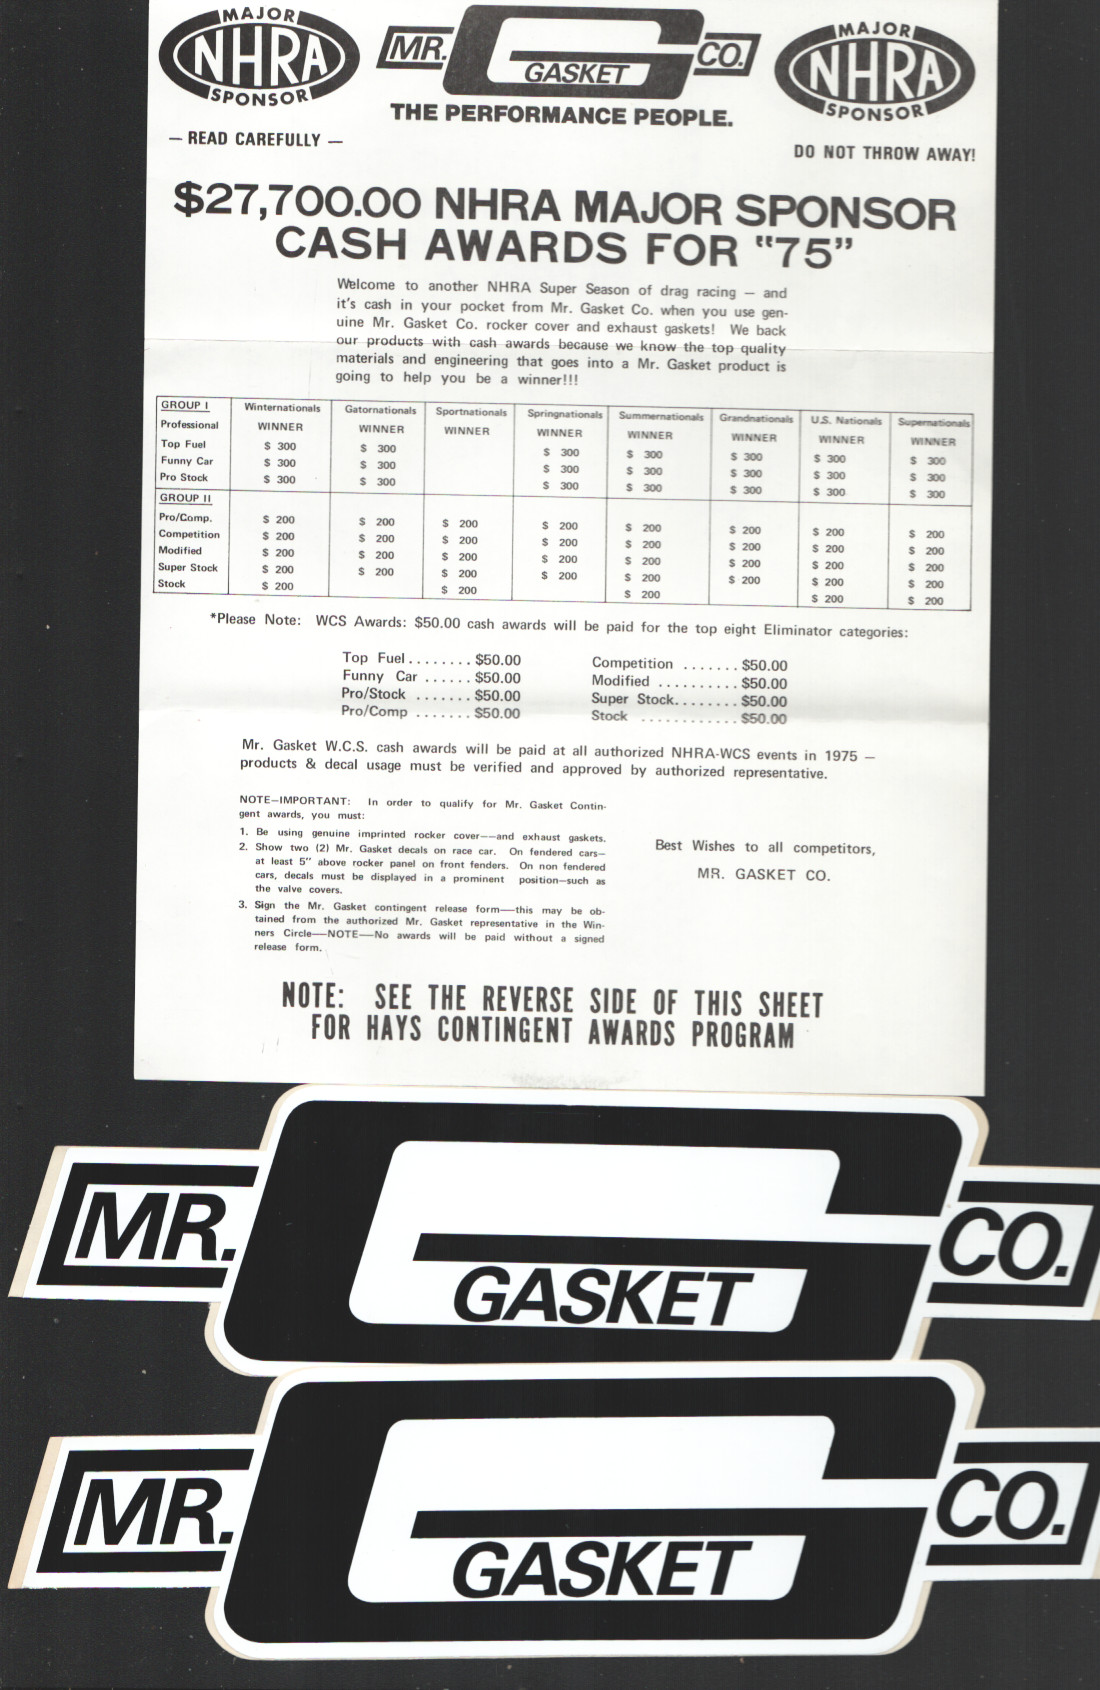 MAJOR
NHRA
SPONSOR
MR. GASKET CO.
THE PERFORMANCE PEOPLE.
MAJOR
NHRA
SPONSOR
— READ CAREFULLY —
DO NOT THROW AWAY!
$27,700.00 NHRA MAJOR SPONSOR
CASH AWARDS FOR "75"
Welcome to another NHRA Super Season of drag racing — and
it's cash in your pocket from Mr. Gasket Co. when you use gen-
uine Mr. Gasket Co. rocker cover and exhaust gaskets! We back
our products with cash awards because we know the top quality
materials and engineering that goes into a Mr. Gasket product is
going to help you be a winner!!!
GROUP I Winternationals Gatornationals Sportnationals Springnationals Summernationals Grandnationals U.S. Nationals Supernationals
Professional WINNER WINNER WINNER WINNER WINNER WINNER WINNER WINNER
Top Fuel $ 300 $ 300 $ 300 $ 300 $ 300 $ 300 $ 300
Funny Car $ 300 $ 300 $ 300 $ 300 $ 300 $ 300 $ 300
Pro Stock $ 300 $ 300 $ 300 $ 300 $ 300 $ 300 $ 300
GROUP II
Pro/Comp. $ 200 $ 200 $ 200 $ 200 $ 200 $ 200 $ 200 $ 200
Competition $ 200 $ 200 $ 200 $ 200 $ 200 $ 200 $ 200 $ 200
Modified $ 200 $ 200 $ 200 $ 200 $ 200 $ 200 $ 200 $ 200
Super Stock $ 200 $ 200 $ 200 $ 200 $ 200 $ 200 $ 200 $ 200
Stock $ 200 $ 200 $ 200 $ 200 $ 200
*Please Note: WCS Awards: $50.00 cash awards will be paid for the top eight Eliminator categories:
Top Fuel........$50.00 Competition .......$50.00
Funny Car ......$50.00 Modified ..........$50.00
Pro/Stock .......$50.00 Super Stock........$50.00
Pro/Comp .......$50.00 Stock ............$50.00
Mr. Gasket W.C.S. cash awards will be paid at all authorized NHRA-WCS events in 1975 —
products & decal usage must be verified and approved by authorized representative.
NOTE—IMPORTANT: In order to qualify for Mr. Gasket Contin-
gent awards, you must:
1. Be using genuine imprinted rocker cover——and exhaust gaskets.
2. Show two (2) Mr. Gasket decals on race car. On fendered cars—
at least 5" above rocker panel on front fenders. On non fendered
cars, decals must be displayed in a prominent position—such as
the valve covers.
3. Sign the Mr. Gasket contingent release form——this may be ob-
tained from the authorized Mr. Gasket representative in the Win-
ners Circle——NOTE——No awards will be paid without a signed
release form.
Best Wishes to all competitors,
MR. GASKET CO.
NOTE: SEE THE REVERSE SIDE OF THIS SHEET
FOR HAYS CONTINGENT AWARDS PROGRAM
MR. GASKET CO.
MR. GASKET CO.